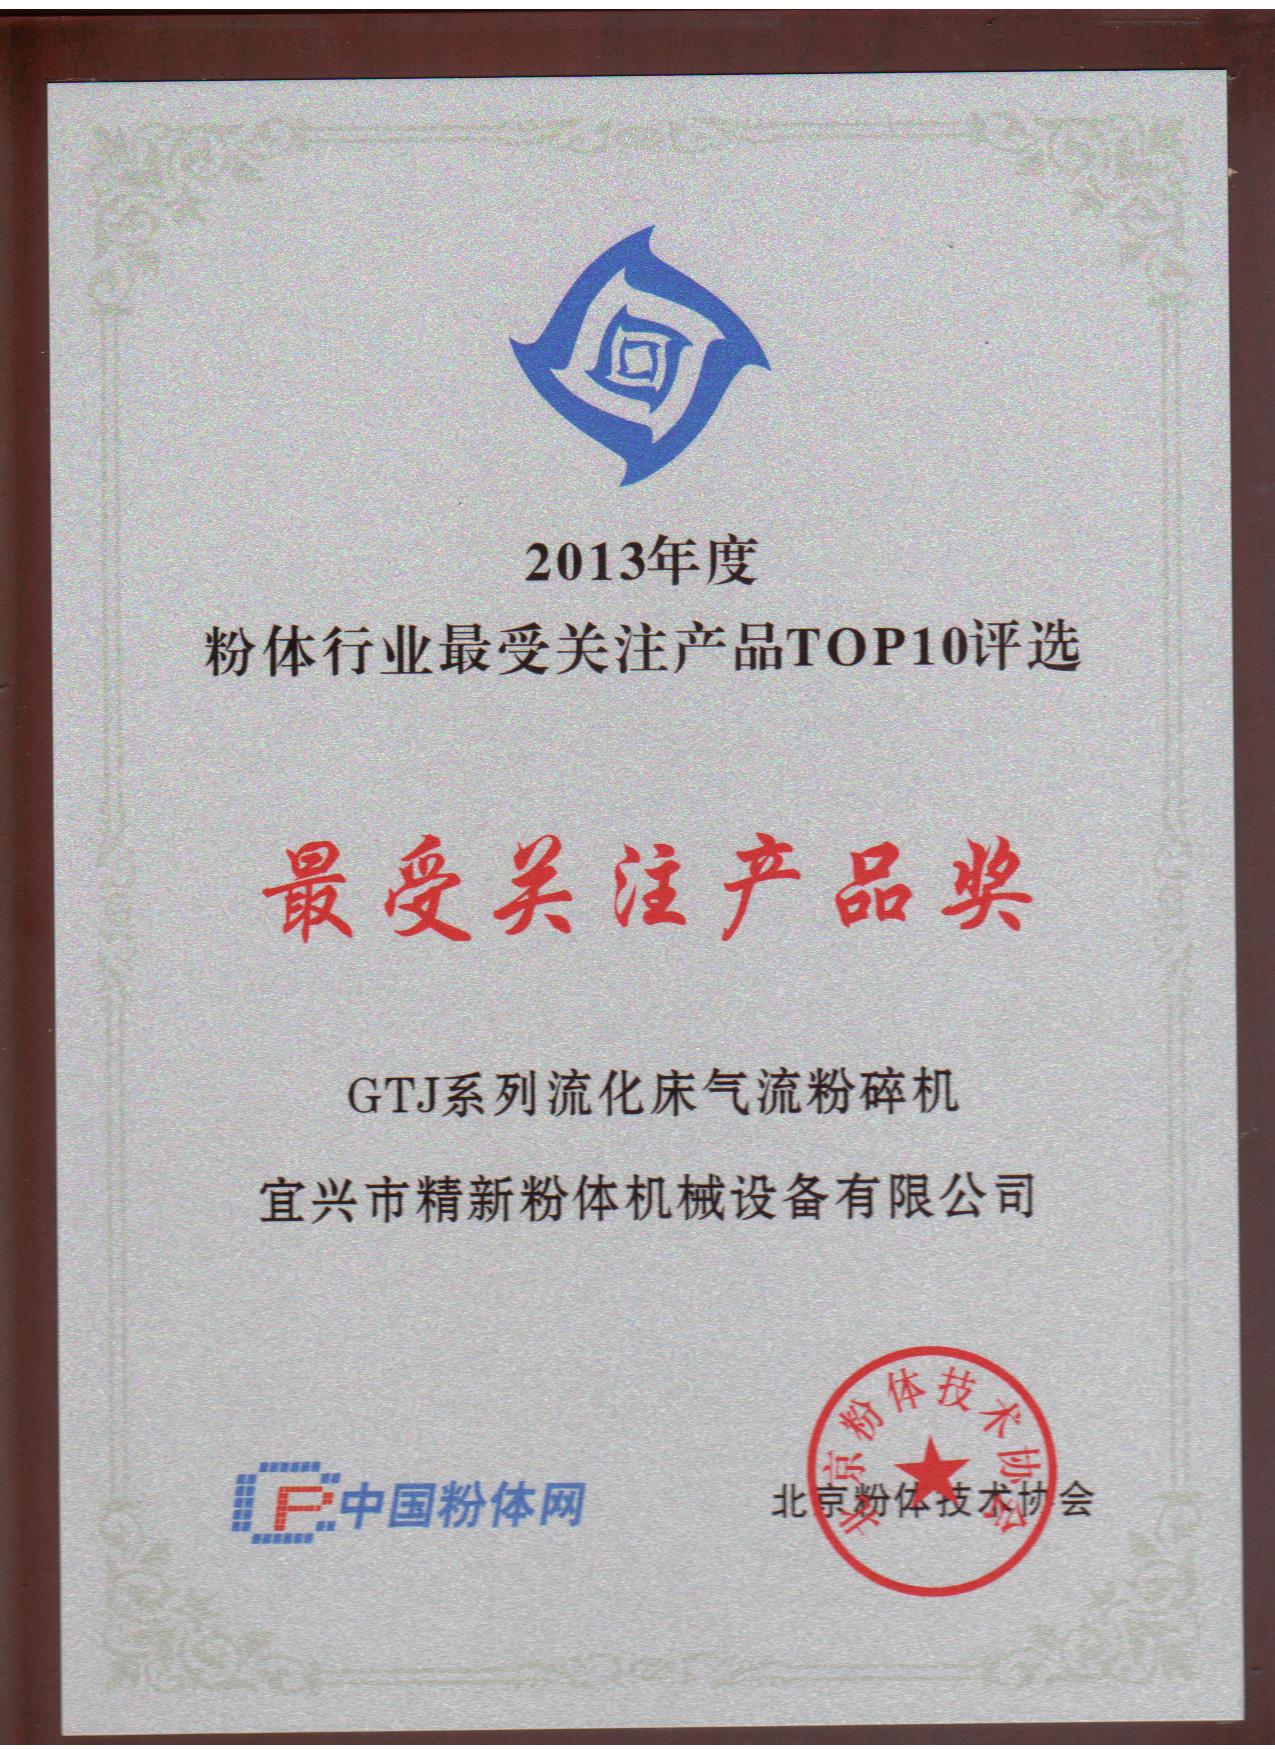 2013年度
粉体行业最受关注产品TOP10评选
最受关注产品奖
GTJ系列流化床气流粉碎机
宜兴市精新粉体机械设备有限公司
中国粉体网
北京粉体技术协会
北京粉体技术协会